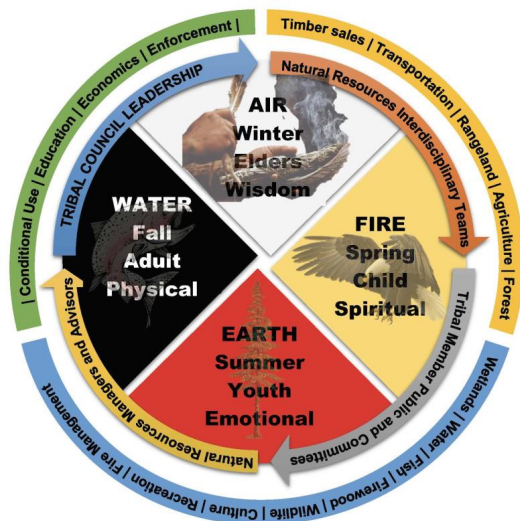 | Conditional Use | Education | Economics | Enforcement |
Timber sales | Transportation | Rangeland | Agriculture | Forest
Wetlands | Water | Fish | Firewood | Wildlife | Culture | Recreation | Fire Management
TRIBAL COUNCIL LEADERSHIP
Natural Resources Interdisciplinary Teams
Tribal Member Public and Committees
Natural Resources Managers and Advisors
AIR
Winter
Elders
Wisdom
WATER
Fall
Aduit
Physical
FIRE
Spring
Child
Spiritual
EARTH
Summer
Youth
Emotional